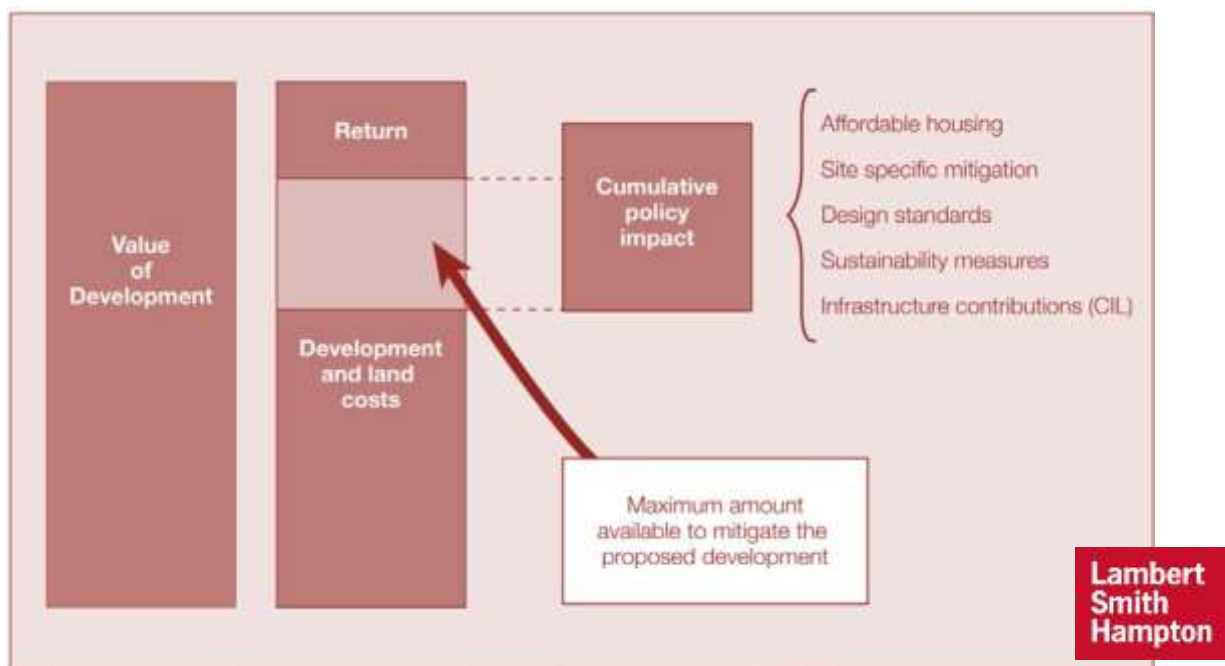 Value
of
Development
Return
Development
and land
costs
Cumulative
policy
impact
Affordable housing
Site specific mitigation
Design standards
Sustainability measures
Infrastructure contributions (CIL)
Maximum amount
available to mitigate the
proposed development
Lambert
Smith
Hampton